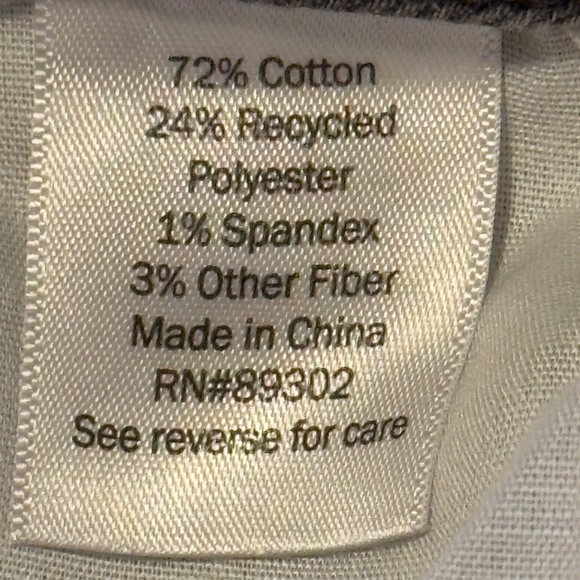 72% Cotton
24% Recycled
Polyester
1% Spandex
3% Other Fiber
Made in China
RN#89302
See reverse for care